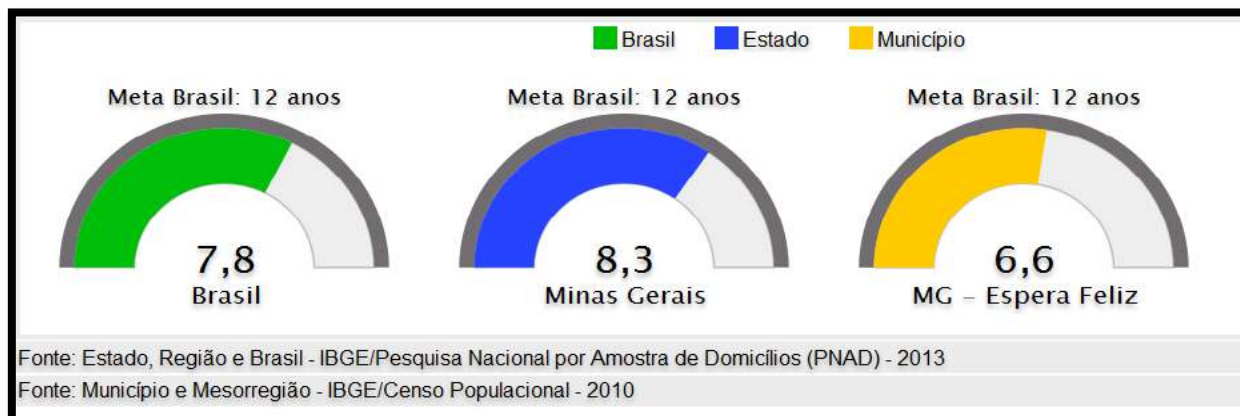 Brasil Estado Município
Meta Brasil: 12 anos Meta Brasil: 12 anos Meta Brasil: 12 anos
7,8 8,3 6,6
Brasil Minas Gerais MG – Espera Feliz
Fonte: Estado, Região e Brasil - IBGE/Pesquisa Nacional por Amostra de Domicílios (PNAD) - 2013
Fonte: Município e Mesorregião - IBGE/Censo Populacional - 2010